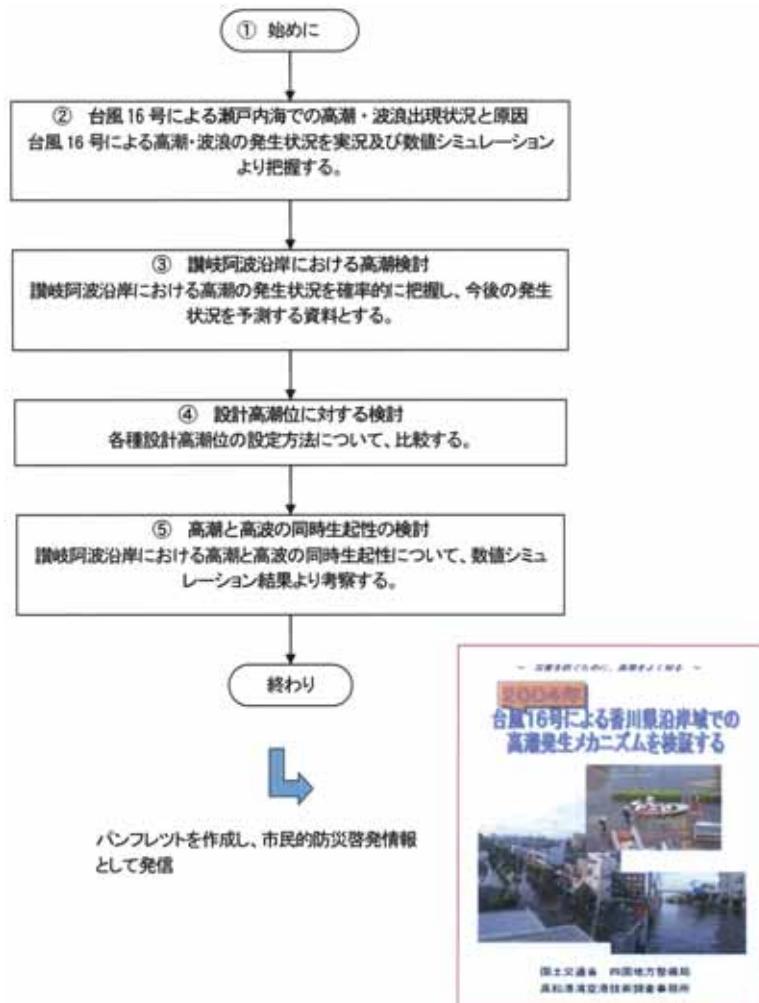 ① 始めに
② 台風16号による瀬戸内海での高潮・波浪出現状況と原因
台風16号による高潮・波浪の発生状況を実況及び数値シミュレーション
より把握する。
③ 讃岐阿波沿岸における高潮検討
讃岐阿波沿岸における高潮の発生状況を確率的に把握し、今後の発生
状況を予測する資料とする。
④ 設計高潮位に対する検討
各種設計高潮位の設定方法について、比較する。
⑤ 高潮と高波の同時生起性の検討
讃岐阿波沿岸における高潮と高波の同時生起性について、数値シミュ
レーション結果より考察する。
終わり
パンフレットを作成し、市民的防災啓発情報
として発信
～ 災害を防ぐために、高潮をよく知る ～
2004年
台風16号による香川県沿岸域での
高潮発生メカニズムを検証する
国土交通省 四国地方整備局
高松港湾空港技術調査事務所